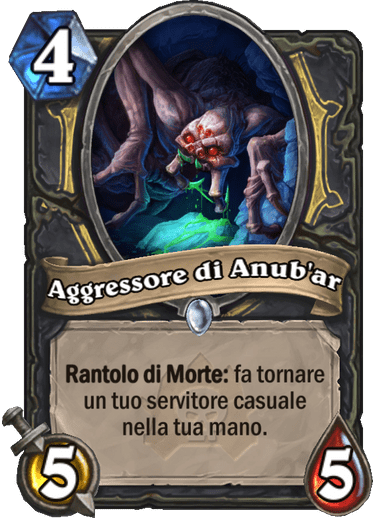 4
Aggressore di Anub'ar
Rantolo di Morte: fa tornare
un tuo servitore casuale
nella tua mano.
5 5